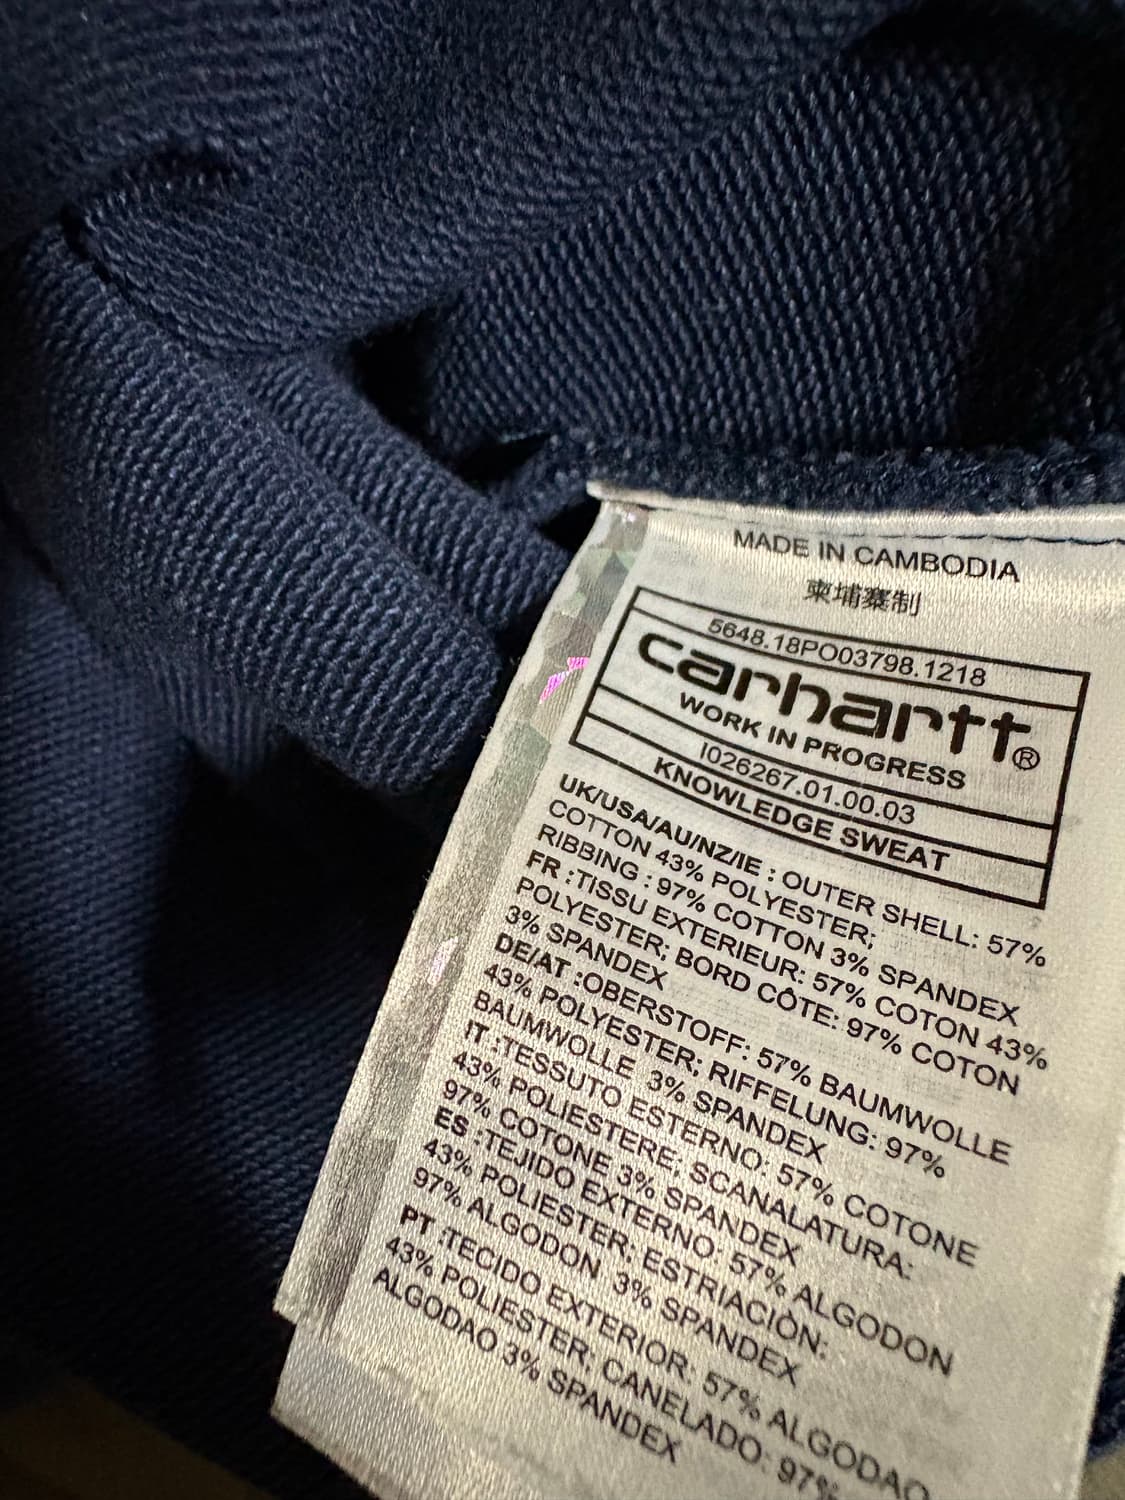 MADE IN CAMBODIA
柬埔寨制
5648.18PO03798.1218
carhartt®
WORK IN PROGRESS
I026267.01.00.03
KNOWLEDGE SWEAT
UK/USA/AU/NZ/IE : OUTER SHELL: 57%
COTTON 43% POLYESTER;
RIBBING : 97% COTTON 3% SPANDEX
FR :TISSU EXTERIEUR: 57% COTON 43%
POLYESTER; BORD CÔTE: 97% COTON
3% SPANDEX
DE/AT :OBERSTOFF: 57% BAUMWOLLE
43% POLYESTER; RIFFELUNG: 97%
BAUMWOLLE 3% SPANDEX
IT :TESSUTO ESTERNO: 57% COTONE
43% POLIESTERE; SCANALATURA:
97% COTONE 3% SPANDEX
ES :TEJIDO EXTERNO: 57% ALGODON
43% POLIESTER; ESTRIACIÒN:
97% ALGODON 3% SPANDEX
PT :TECIDO EXTERIOR: 57% ALGODAO
43% POLIESTER; CANELADO: 97%
ALGODAO 3% SPANDEX